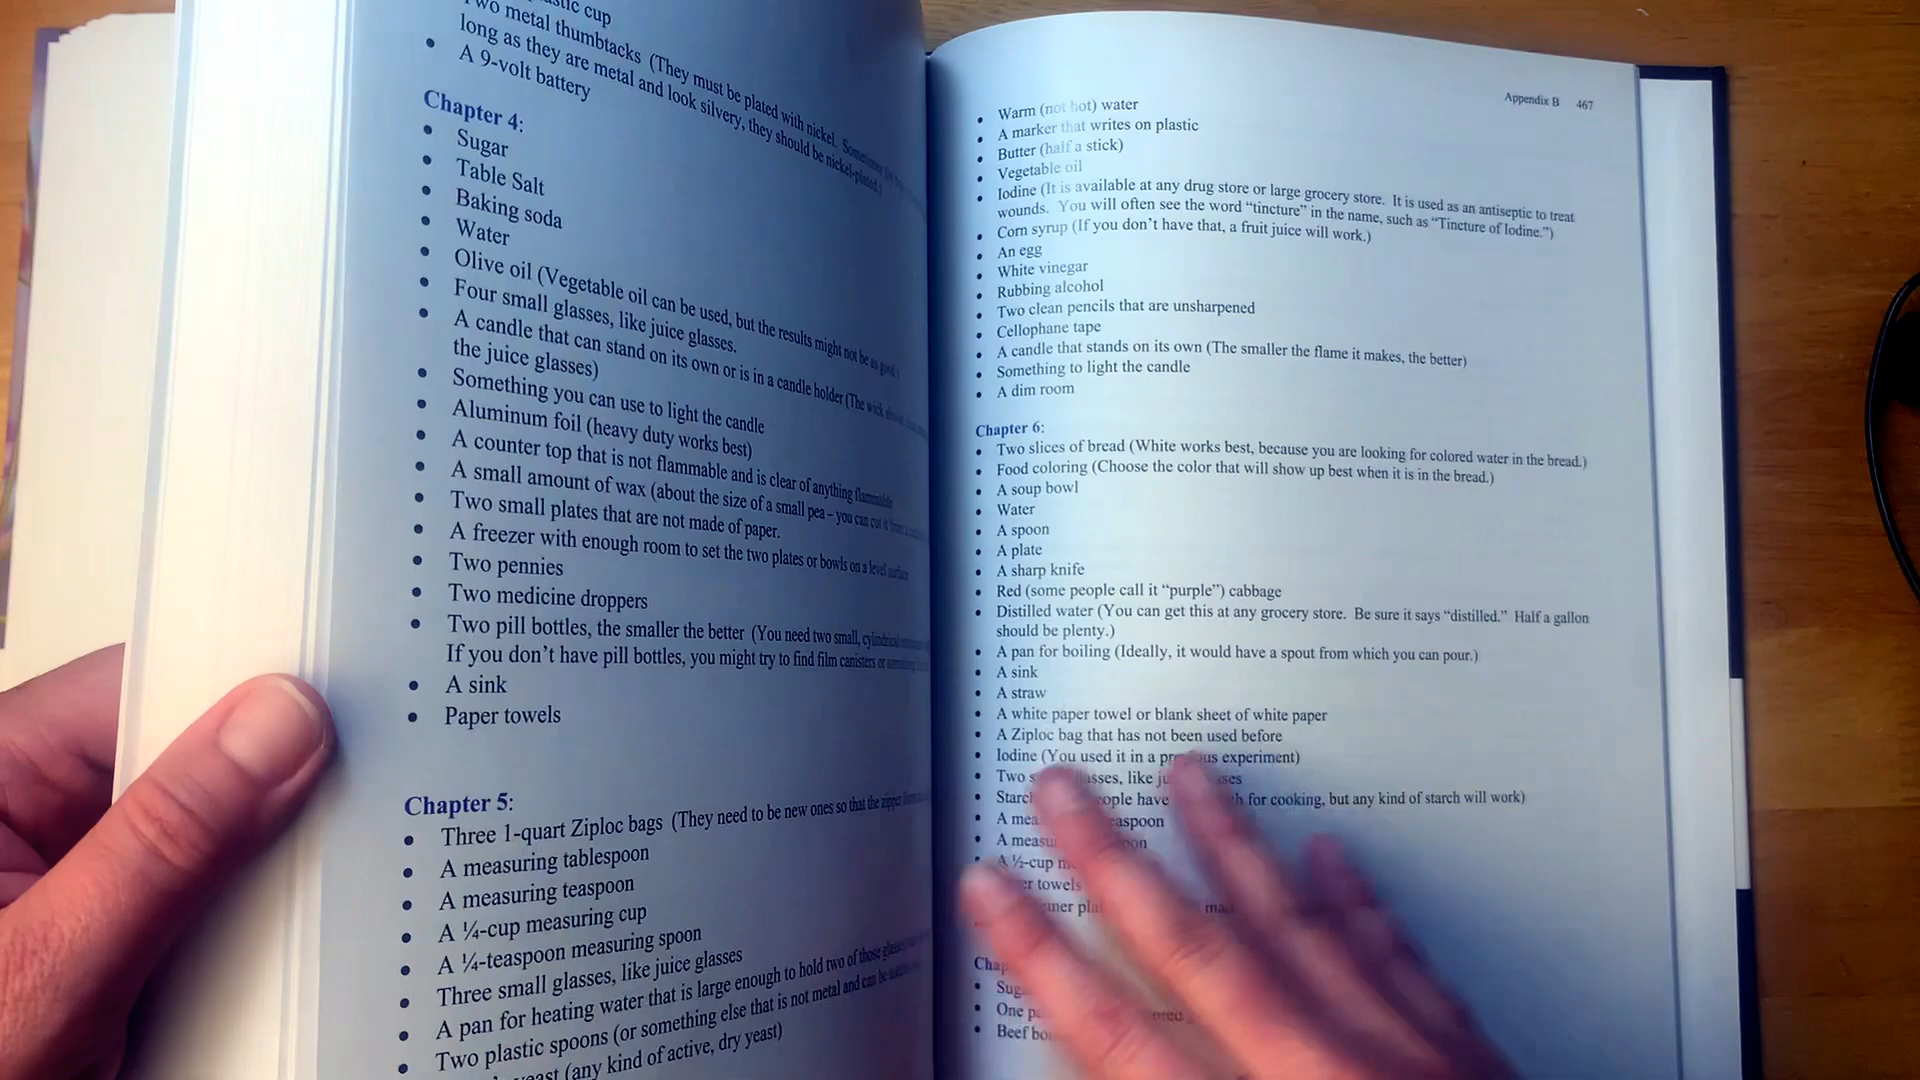 cup
Two metal thumbtacks (They must be plated with nickel.
long as they are metal and look silvery, they should be nickel-plated.)
• A 9-volt battery
Chapter 4:
• Sugar
• Table Salt
• Baking soda
• Water
• Olive oil (Vegetable oil can be used, but the results might not be as good.)
• Four small glasses, like juice glasses.
• A candle that can stand on its own or is in a candle holder (The wick
the juice glasses)
• Something you can use to light the candle
• Aluminum foil (heavy duty works best)
• A counter top that is not flammable and is clear of anything flammable
• A small amount of wax (about the size of a small pea – you can cut it from a
• Two small plates that are not made of paper.
• A freezer with enough room to set the two plates or bowls on a level surface
• Two pennies
• Two medicine droppers
• Two pill bottles, the smaller the better (You need two small, cylindrical
If you don't have pill bottles, you might try to find film canisters or
• A sink
• Paper towels
Chapter 5:
• Three 1-quart Ziploc bags (They need to be new ones so that the zipper
• A measuring tablespoon
• A measuring teaspoon
• A ¼-cup measuring cup
• A ¼-teaspoon measuring spoon
• Three small glasses, like juice glasses
• A pan for heating water that is large enough to hold two of those glasses
• Two plastic spoons (or something else that is not metal and can be
yeast (any kind of active, dry yeast)
Appendix B 467
• Warm (not hot) water
• A marker that writes on plastic
• Butter (half a stick)
• Vegetable oil
• Iodine (It is available at any drug store or large grocery store. It is used as an antiseptic to treat
wounds. You will often see the word “tincture” in the name, such as “Tincture of Iodine.”)
• Corn syrup (If you don't have that, a fruit juice will work.)
• An egg
• White vinegar
• Rubbing alcohol
• Two clean pencils that are unsharpened
• Cellophane tape
• A candle that stands on its own (The smaller the flame it makes, the better)
• Something to light the candle
• A dim room
Chapter 6:
• Two slices of bread (White works best, because you are looking for colored water in the bread.)
• Food coloring (Choose the color that will show up best when it is in the bread.)
• A soup bowl
• Water
• A spoon
• A plate
• A sharp knife
• Red (some people call it “purple”) cabbage
• Distilled water (You can get this at any grocery store. Be sure it says “distilled.” Half a gallon
should be plenty.)
• A pan for boiling (Ideally, it would have a spout from which you can pour.)
• A sink
• A straw
• A white paper towel or blank sheet of white paper
• A Ziploc bag that has not been used before
• Iodine (You used it in a previous experiment)
• Two glasses, like
• Starch people have for cooking, but any kind of starch will work)
• A teaspoon
• A
• A ½-cup
towels
• One
• Beef